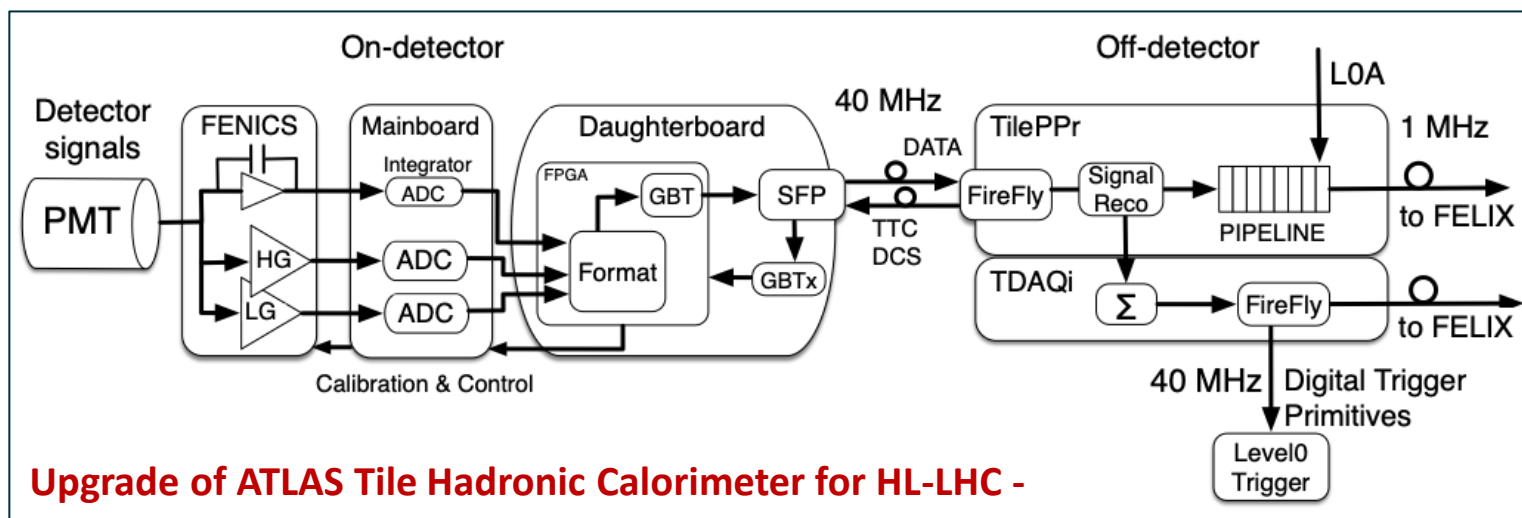 On-detector
Off-detector
Detector
signals
PMT
FENICS
HG
LG
Mainboard
Integrator
ADC
ADC
ADC
Calibration & Control
Daughterboard
FPGA
GBT
Format
SFP
GBTx
40 MHz
DATA
TTC
DCS
TilePPr
FireFly
Signal
Reco
PIPELINE
L0A
1 MHz
to FELIX
TDAQi
Σ
FireFly
to FELIX
40 MHz
Digital Trigger
Primitives
Level0
Trigger
Upgrade of ATLAS Tile Hadronic Calorimeter for HL-LHC -